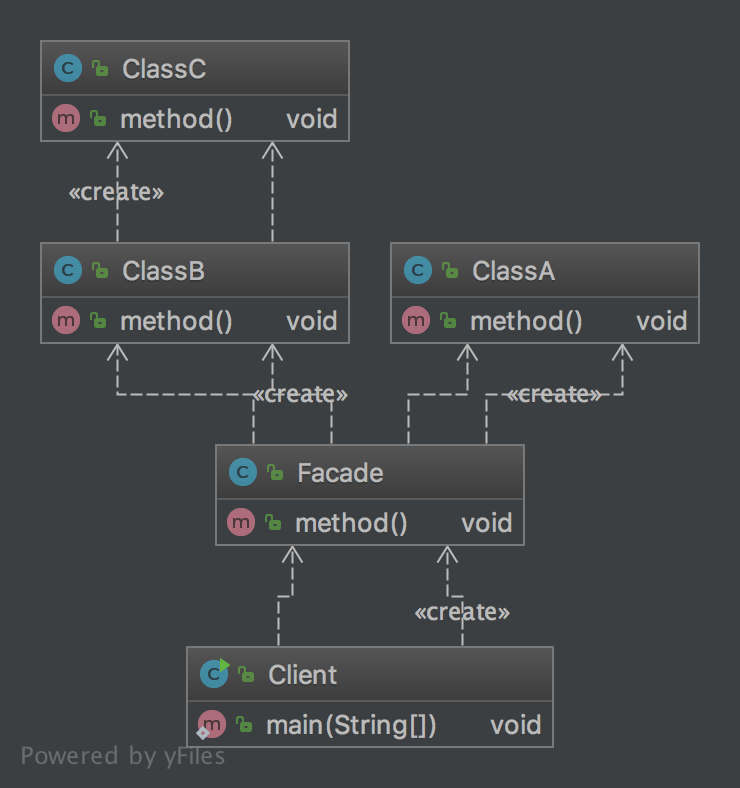 ClassC
method() void
«create»
ClassB
method() void
ClassA
method() void
«create»
«create»
Facade
method() void
«create»
Client
main(String[]) void
Powered by yFiles